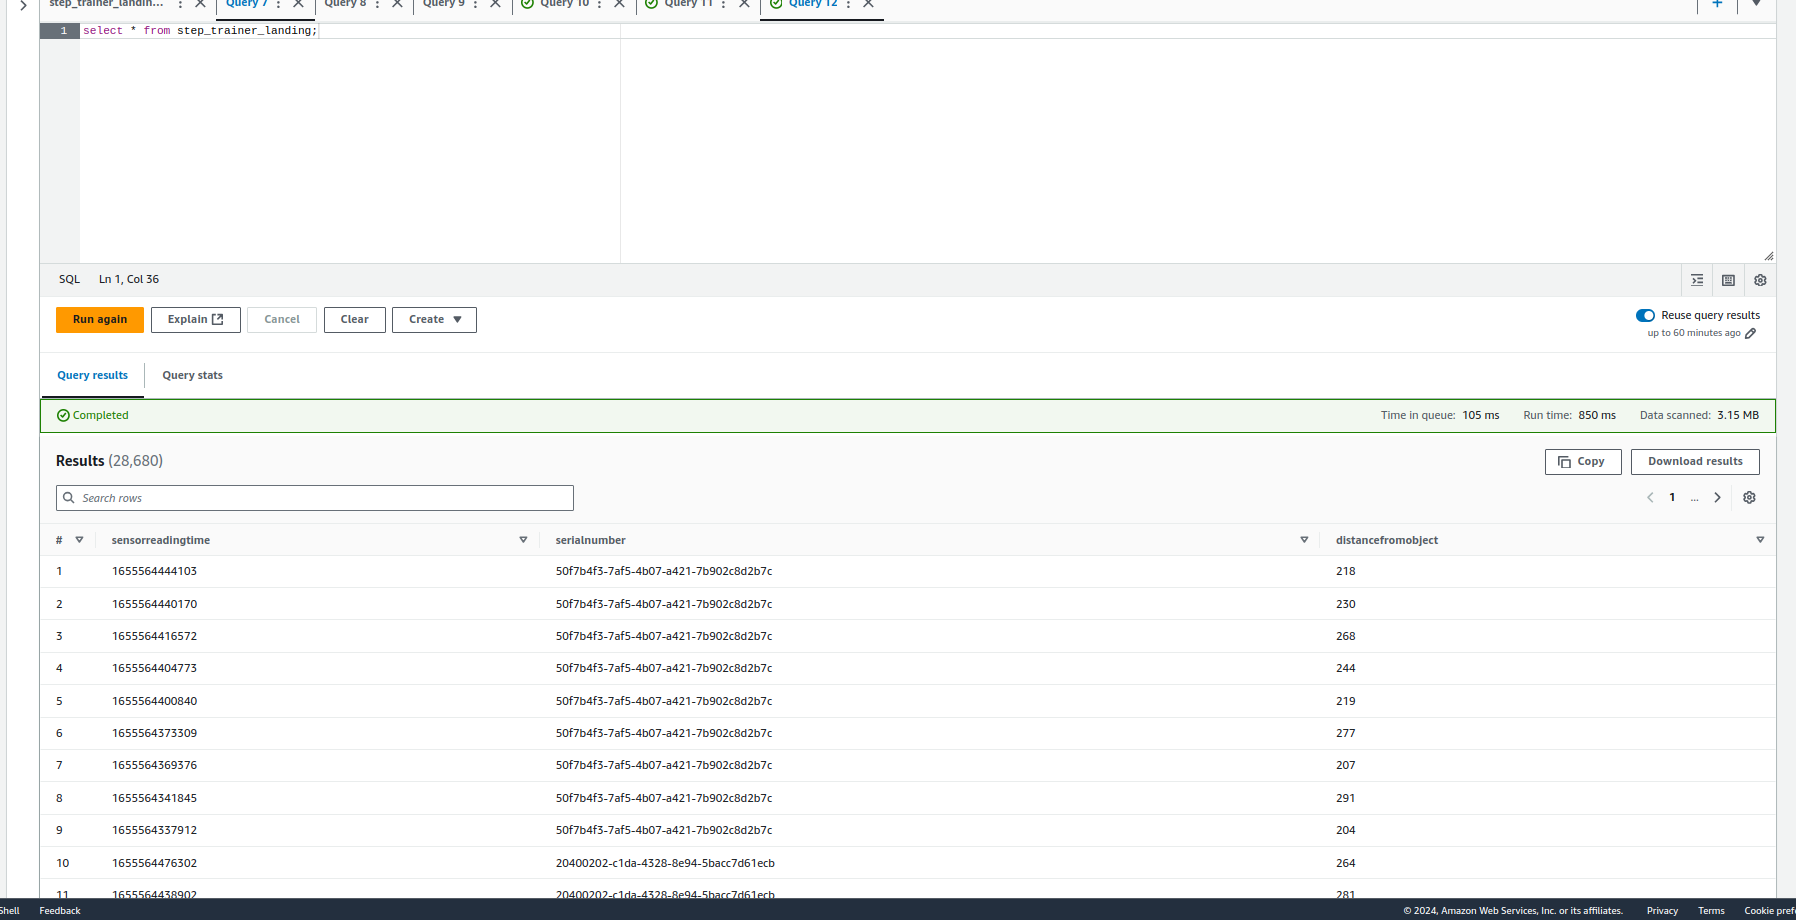 step_trainer_landin... Query 7 Query 8 Query 9 Query 10 Query 11 Query 12
1 select * from step_trainer_landing;
SQL Ln 1, Col 36
Run again Explain Cancel Clear Create
Reuse query results
up to 60 minutes ago
Query results Query stats
Completed Time in queue: 105 ms Run time: 850 ms Data scanned: 3.15 MB
Results (28,680) Copy Download results
Search rows 1 ...
# sensorreadingtime serialnumber distancefromobject
1 1655564444103 50f7b4f3-7af5-4b07-a421-7b902c8d2b7c 218
2 1655564440170 50f7b4f3-7af5-4b07-a421-7b902c8d2b7c 230
3 1655564416572 50f7b4f3-7af5-4b07-a421-7b902c8d2b7c 268
4 1655564404773 50f7b4f3-7af5-4b07-a421-7b902c8d2b7c 244
5 1655564400840 50f7b4f3-7af5-4b07-a421-7b902c8d2b7c 219
6 1655564373309 50f7b4f3-7af5-4b07-a421-7b902c8d2b7c 277
7 1655564369376 50f7b4f3-7af5-4b07-a421-7b902c8d2b7c 207
8 1655564341845 50f7b4f3-7af5-4b07-a421-7b902c8d2b7c 291
9 1655564337912 50f7b4f3-7af5-4b07-a421-7b902c8d2b7c 204
10 1655564476302 20400202-c1da-4328-8e94-5bacc7d61ecb 264
11 1655564438902 20400202-c1da-4328-8e94-5bacc7d61ecb 281
Shell Feedback © 2024, Amazon Web Services, Inc. or its affiliates. Privacy Terms Cookie pref